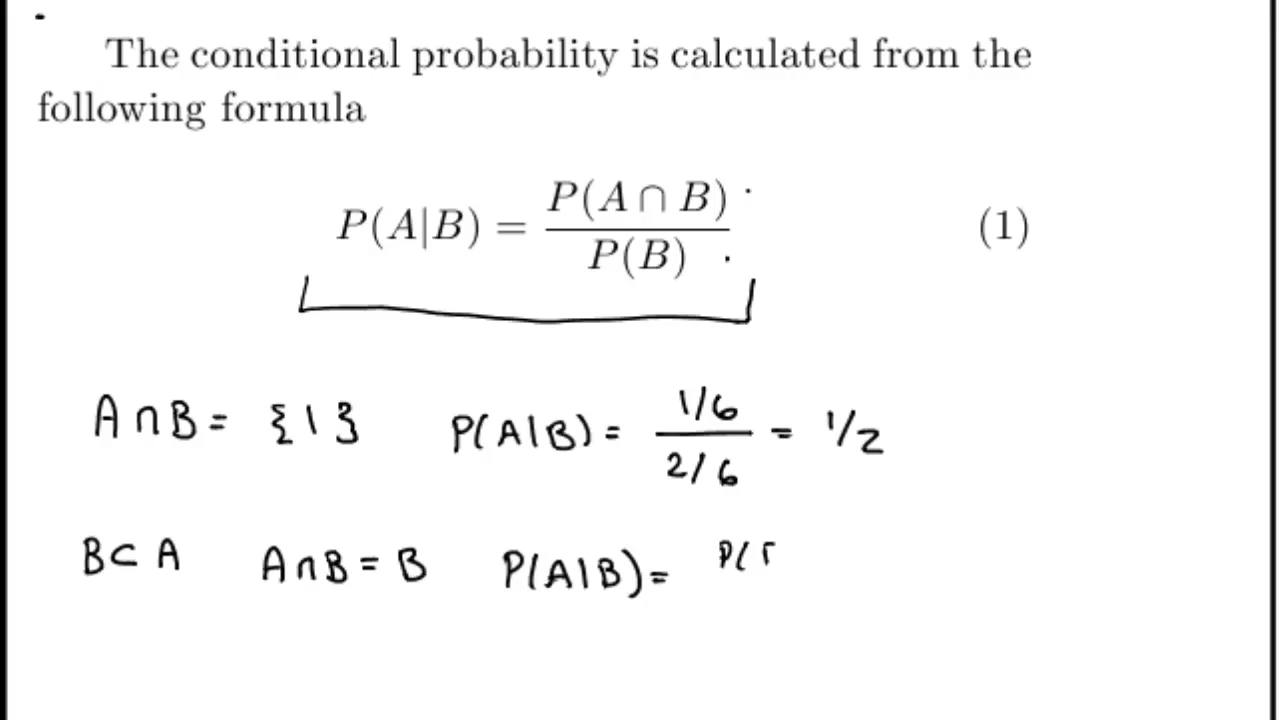 The conditional probability is calculated from the
following formula
P(A|B) = P(A ∩ B) / P(B) (1)
A ∩ B = { 1 } P(A|B) = 1/6 / 2/6 = 1/2
B ⊂ A A ∩ B = B P(A|B) = P(